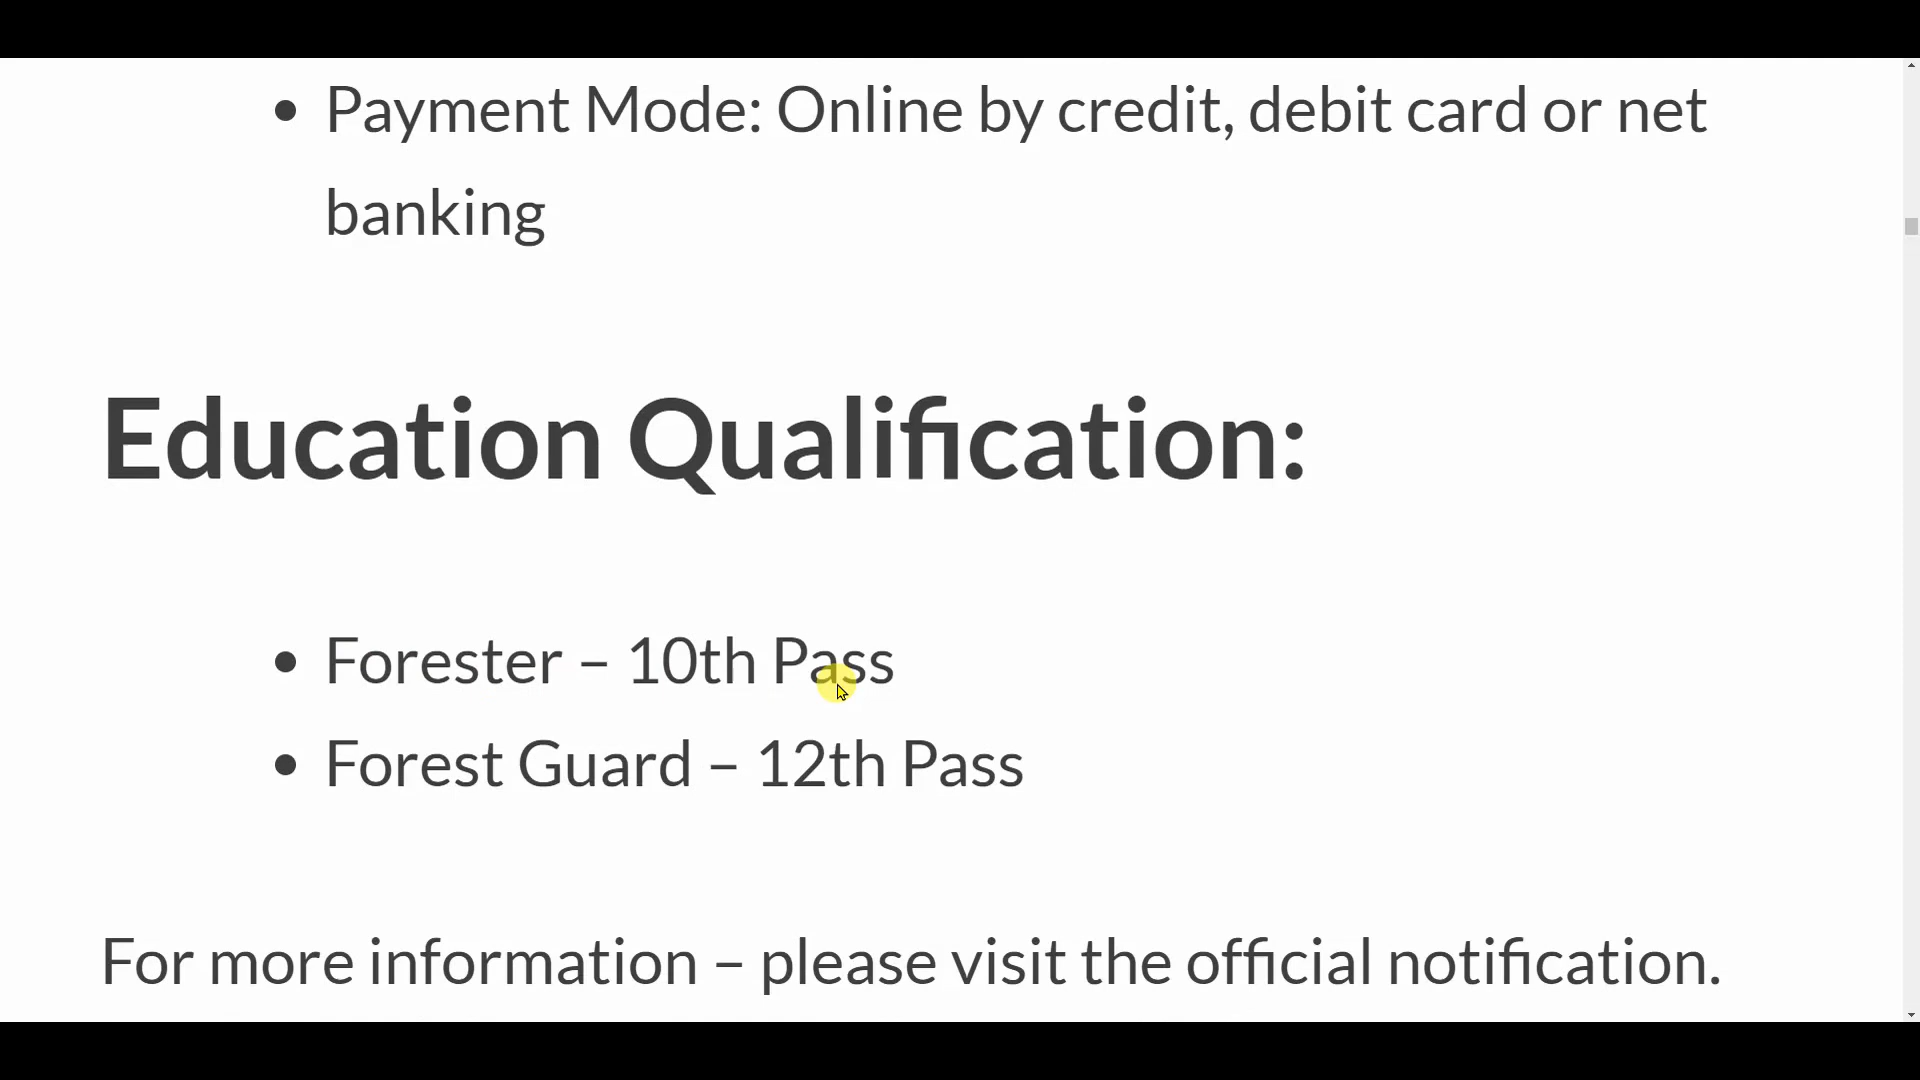 • Payment Mode: Online by credit, debit card or net
banking
Education Qualification:
• Forester – 10th Pass
• Forest Guard – 12th Pass
For more information – please visit the official notification.